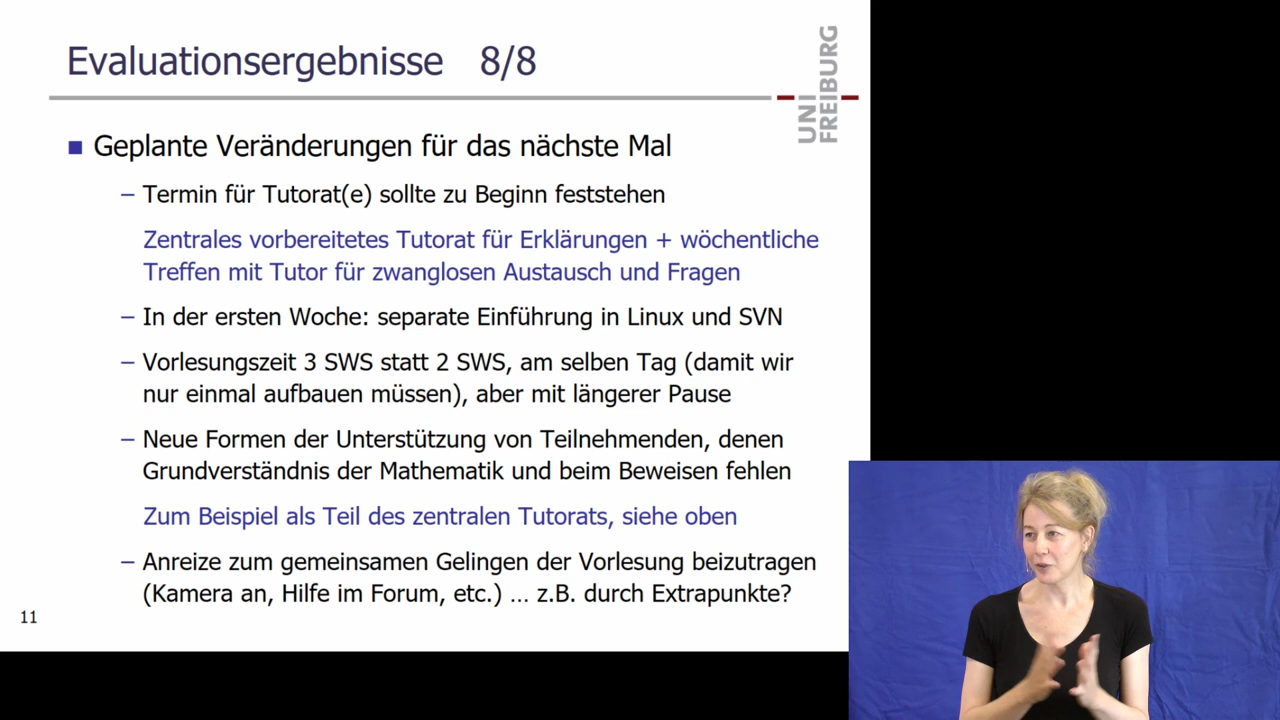 Evaluationsergebnisse 8/8
UNI
FREIBURG
Geplante Veränderungen für das nächste Mal
– Termin für Tutorat(e) sollte zu Beginn feststehen
Zentrales vorbereitetes Tutorat für Erklärungen + wöchentliche
Treffen mit Tutor für zwanglosen Austausch und Fragen
– In der ersten Woche: separate Einführung in Linux und SVN
– Vorlesungszeit 3 SWS statt 2 SWS, am selben Tag (damit wir
nur einmal aufbauen müssen), aber mit längerer Pause
– Neue Formen der Unterstützung von Teilnehmenden, denen
Grundverständnis der Mathematik und beim Beweisen fehlen
Zum Beispiel als Teil des zentralen Tutorats, siehe oben
– Anreize zum gemeinsamen Gelingen der Vorlesung beizutragen
(Kamera an, Hilfe im Forum, etc.) … z.B. durch Extrapunkte?
11